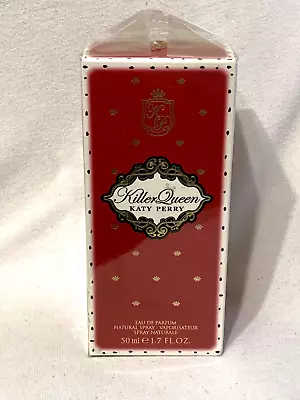 Killer Queen
KATY PERRY
EAU DE PARFUM
NATURAL SPRAY · VAPORISATEUR
SPRAY NATURALE
50 ml ℮ 1.7 FL.OZ.